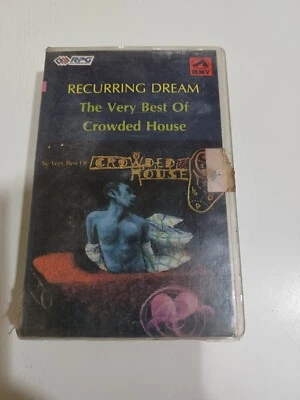 RPG
HMV
RECURRING DREAM
The Very Best Of
Crowded House
The Very Best Of
CROWDED
HOUSE